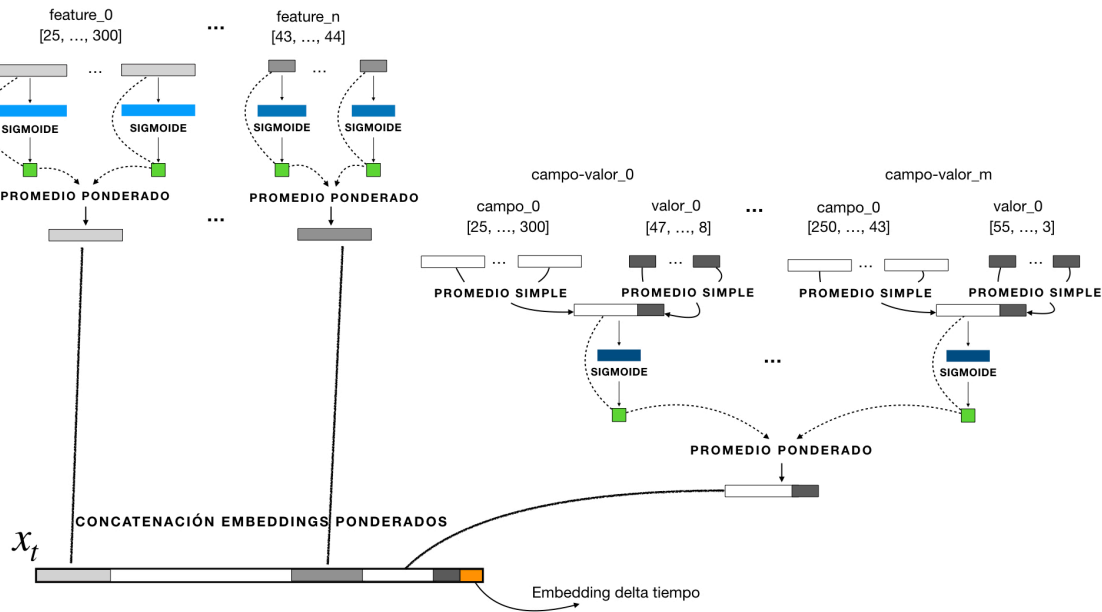 feature_0
[25, ..., 300]
...
feature_n
[43, ..., 44]
...
...
SIGMOIDE
SIGMOIDE
SIGMOIDE
SIGMOIDE
PROMEDIO PONDERADO
PROMEDIO PONDERADO
...
campo-valor_0
campo-valor_m
campo_0
[25, ..., 300]
valor_0
[47, ..., 8]
...
campo_0
[250, ..., 43]
valor_0
[55, ..., 3]
...
...
...
...
PROMEDIO SIMPLE
PROMEDIO SIMPLE
PROMEDIO SIMPLE
PROMEDIO SIMPLE
SIGMOIDE
...
SIGMOIDE
PROMEDIO PONDERADO
CONCATENACIÓN EMBEDDINGS PONDERADOS
x_t
Embedding delta tiempo